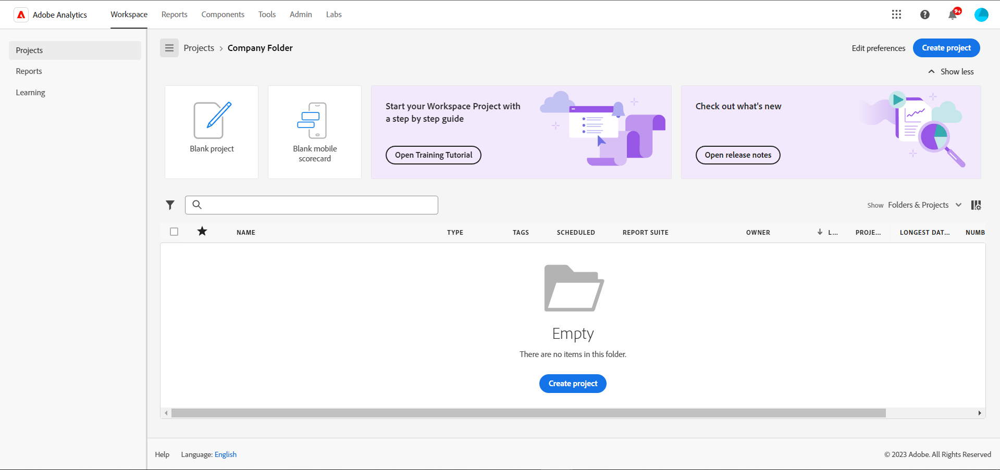 Adobe Analytics
Workspace
Reports
Components
Tools
Admin
Labs
9+
Projects
Reports
Learning
Projects > Company Folder
Edit preferences
Create project
Show less
Blank project
Blank mobile
scorecard
Start your Workspace Project with
a step by step guide
Open Training Tutorial
Check out what's new
Open release notes
Show Folders & Projects
NAME
TYPE
TAGS
SCHEDULED
REPORT SUITE
OWNER
L...
PROJE...
LONGEST DAT...
NUMB
Empty
There are no items in this folder.
Create project
Help
Language: English
© 2023 Adobe. All Rights Reserved